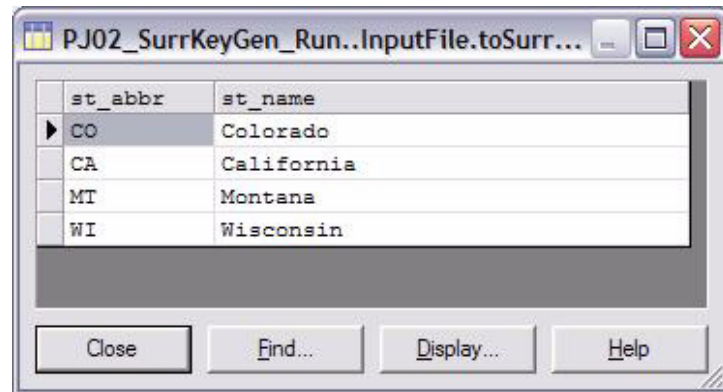 PJ02_SurrKeyGen_Run..InputFile.toSurr...
st_abbr st_name
CO Colorado
CA California
MT Montana
WI Wisconsin
Close Find... Display... Help